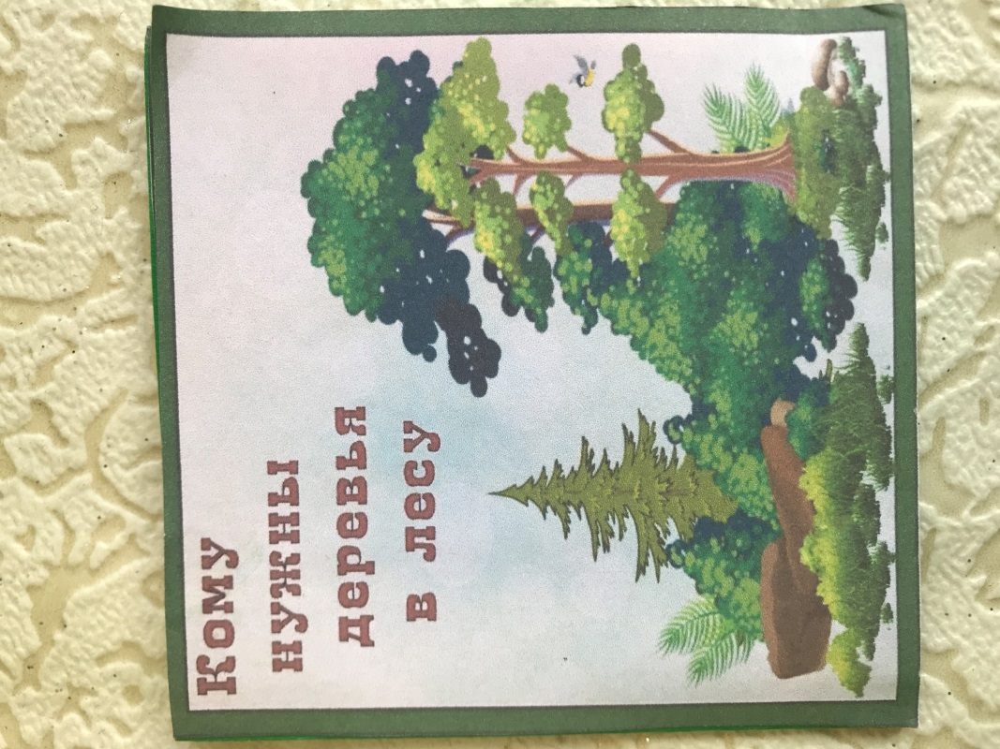 Кому
нужны
деревья
в лесу